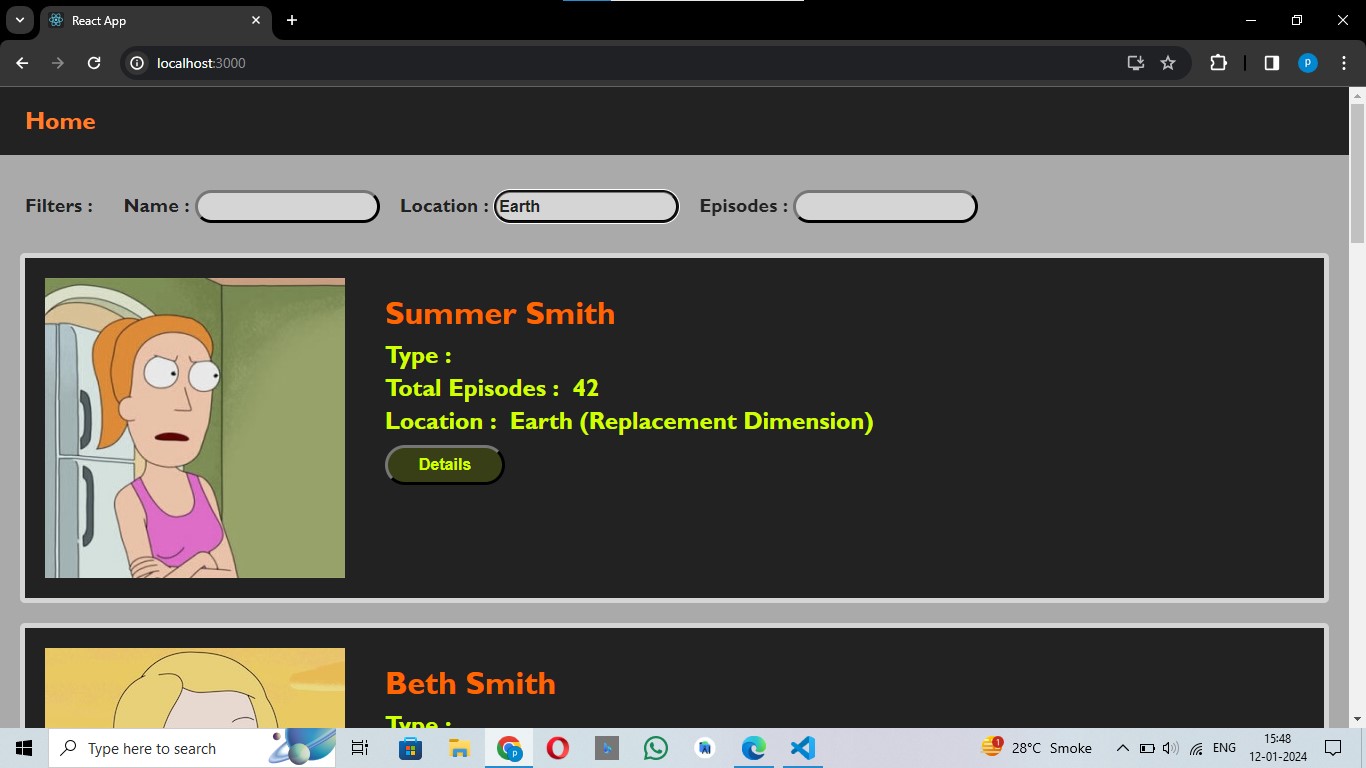 React App
localhost:3000
P
Home
Filters : Name : Location : Earth Episodes :
Summer Smith
Type :
Total Episodes : 42
Location : Earth (Replacement Dimension)
Details
Beth Smith
Type :
Type here to search
1
28°C Smoke
ENG
15:48
12-01-2024